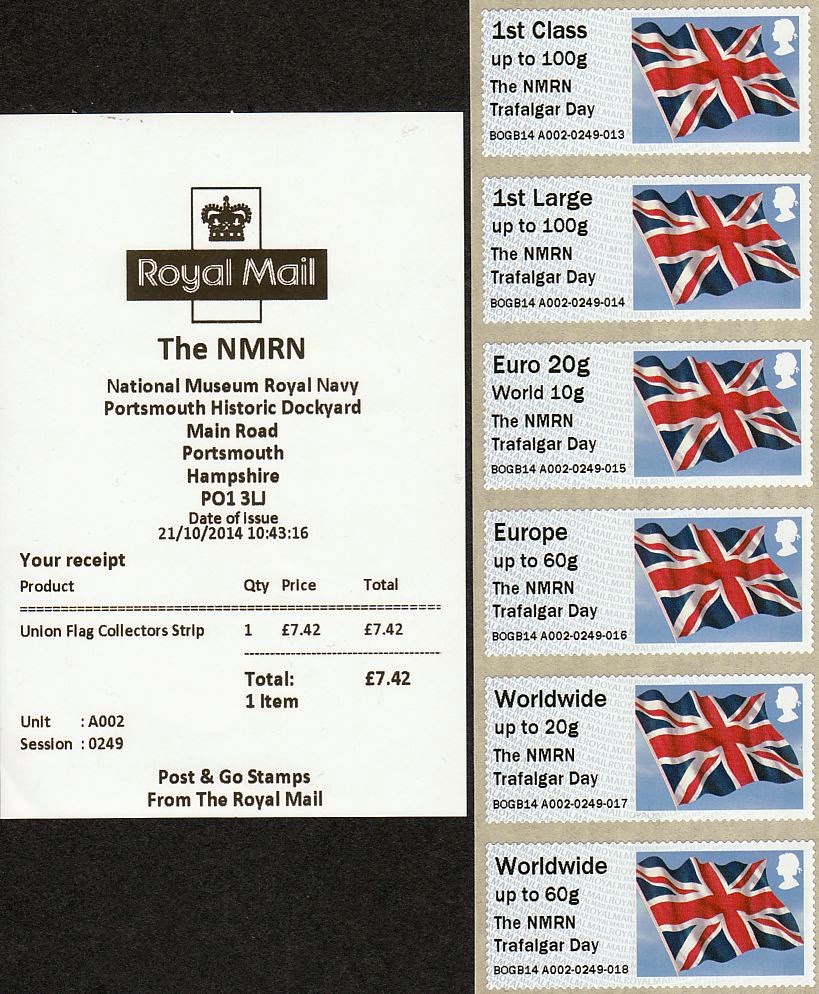 Royal Mail
The NMRN
National Museum Royal Navy
Portsmouth Historic Dockyard
Main Road
Portsmouth
Hampshire
PO1 3LJ
Date of Issue
21/10/2014 10:43:16
Your receipt
Product Qty Price Total
Union Flag Collectors Strip 1 £7.42 £7.42
Total: £7.42
1 Item
Unit : A002
Session : 0249
Post & Go Stamps
From The Royal Mail
1st Class
up to 100g
The NMRN
Trafalgar Day
BOGB14 A002-0249-013
1st Large
up to 100g
The NMRN
Trafalgar Day
BOGB14 A002-0249-014
Euro 20g
World 10g
The NMRN
Trafalgar Day
BOGB14 A002-0249-015
Europe
up to 60g
The NMRN
Trafalgar Day
BOGB14 A002-0249-016
Worldwide
up to 20g
The NMRN
Trafalgar Day
BOGB14 A002-0249-017
Worldwide
up to 60g
The NMRN
Trafalgar Day
BOGB14 A002-0249-018